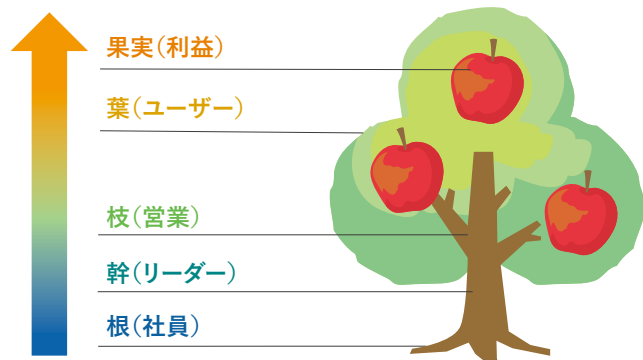 果実(利益)
葉(ユーザー)
枝(営業)
幹(リーダー)
根(社員)